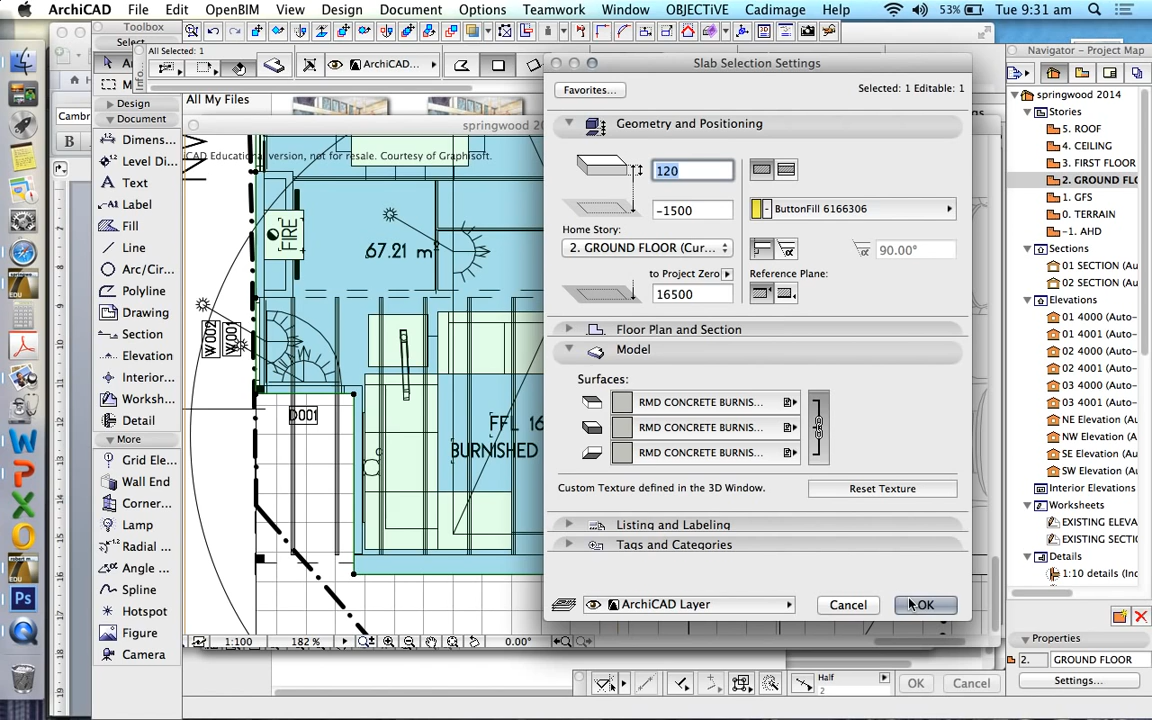 ArchiCAD File Edit OpenBIM View Design Document Options Teamwork Window OBJECTiVE Cadimage Help 53% Tue 9:31 am
Toolbox
Select
Design
Document
Dimens...
Level Di...
Text
Label
Fill
Line
Arc/Cir...
Polyline
Drawing
Section
Elevation
Interior...
Worksh...
Detail
More
Grid Ele...
Wall End
Corner...
Lamp
Radial ...
Angle ...
Spline
Hotspot
Figure
Camera
All Selected: 1
ArchiCAD...
All My Files
Camb
springwood 20
CAD Educational version, not for resale. Courtesy of Graphisoft.
FIRE
67.21 m
W002
W001
D001
FFL 16
BURNISHED
1:100 182 % 0.00°
Slab Selection Settings
Favorites...
Selected: 1 Editable: 1
Geometry and Positioning
120
-1500
ButtonFill 6166306
Home Story:
2. GROUND FLOOR (Cur...
90.00°
to Project Zero
Reference Plane:
16500
Floor Plan and Section
Model
Surfaces:
RMD CONCRETE BURNIS...
RMD CONCRETE BURNIS...
RMD CONCRETE BURNIS...
Custom Texture defined in the 3D Window.
Reset Texture
Listing and Labeling
Tags and Categories
ArchiCAD Layer
Cancel
OK
Half
2
OK
Cancel
Navigator - Project Map
springwood 2014
Stories
5. ROOF
4. CEILING
3. FIRST FLOOR
2. GROUND FLO
1. GFS
0. TERRAIN
-1. AHD
Sections
01 SECTION (Au
02 SECTION (Au
Elevations
01 4000 (Auto-
01 4001 (Auto-
02 4000 (Auto-
02 4001 (Auto-
03 4000 (Auto-
03 4001 (Auto-
NE Elevation (A
NW Elevation (A
SE Elevation (A
SW Elevation (A
Interior Elevations
Worksheets
EXISTING ELEVA
EXISTING SECTIO
Details
1:10 details (Ind
Properties
2.
GROUND FLOOR
Settings...